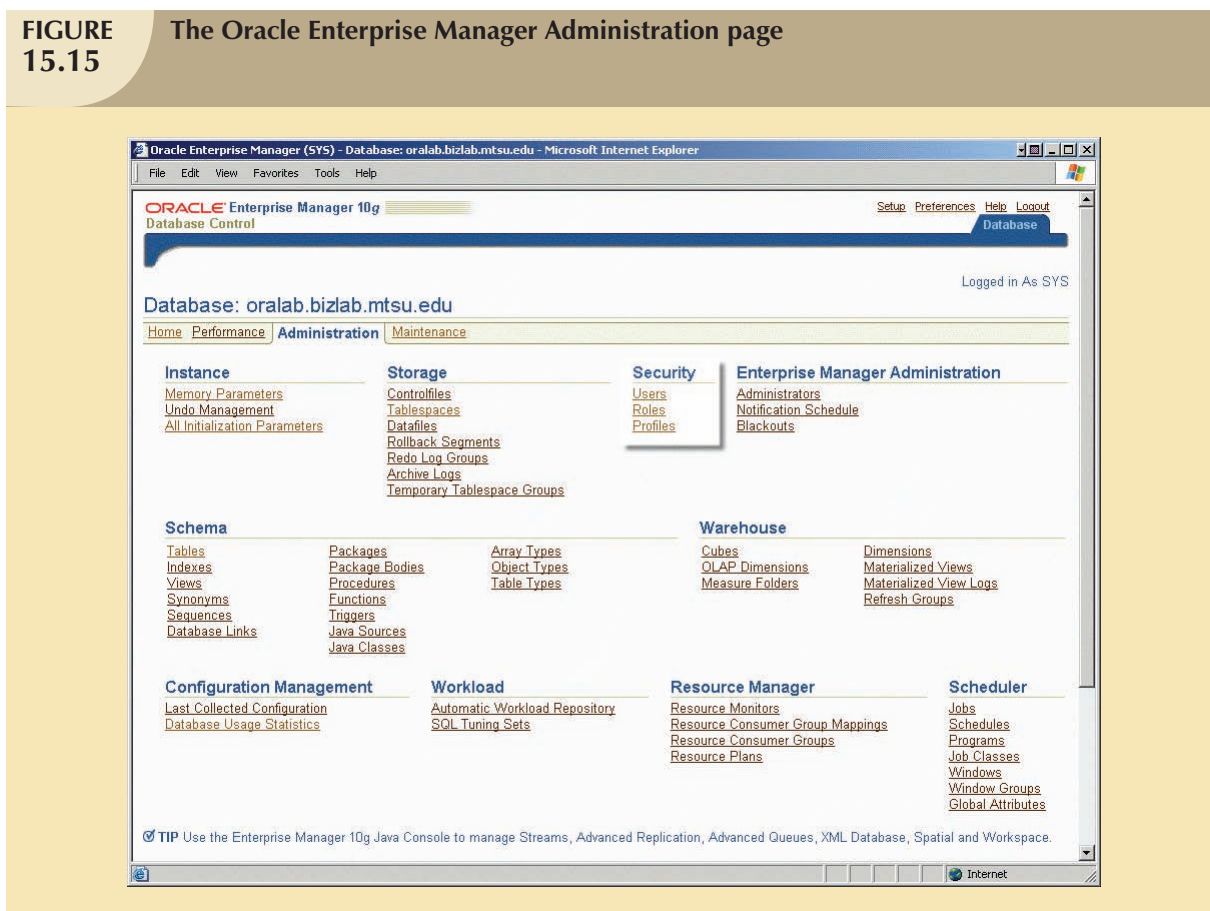 FIGURE 15.15
The Oracle Enterprise Manager Administration page
Oracle Enterprise Manager (SYS) - Database: oralab.bizlab.mtsu.edu - Microsoft Internet Explorer
File Edit View Favorites Tools Help
ORACLE Enterprise Manager 10g
Database Control
Setup Preferences Help Logout
Database
Logged in As SYS
Database: oralab.bizlab.mtsu.edu
Home Performance Administration Maintenance
Instance
Memory Parameters
Undo Management
All Initialization Parameters
Storage
Controlfiles
Tablespaces
Datafiles
Rollback Segments
Redo Log Groups
Archive Logs
Temporary Tablespace Groups
Security
Users
Roles
Profiles
Enterprise Manager Administration
Administrators
Notification Schedule
Blackouts
Schema
Tables
Indexes
Views
Synonyms
Sequences
Database Links
Packages
Package Bodies
Procedures
Functions
Triggers
Java Sources
Java Classes
Array Types
Object Types
Table Types
Warehouse
Cubes
OLAP Dimensions
Measure Folders
Dimensions
Materialized Views
Materialized View Logs
Refresh Groups
Configuration Management
Last Collected Configuration
Database Usage Statistics
Workload
Automatic Workload Repository
SQL Tuning Sets
Resource Manager
Resource Monitors
Resource Consumer Group Mappings
Resource Consumer Groups
Resource Plans
Scheduler
Jobs
Schedules
Programs
Job Classes
Windows
Window Groups
Global Attributes
TIP Use the Enterprise Manager 10g Java Console to manage Streams, Advanced Replication, Advanced Queues, XML Database, Spatial and Workspace.
Internet